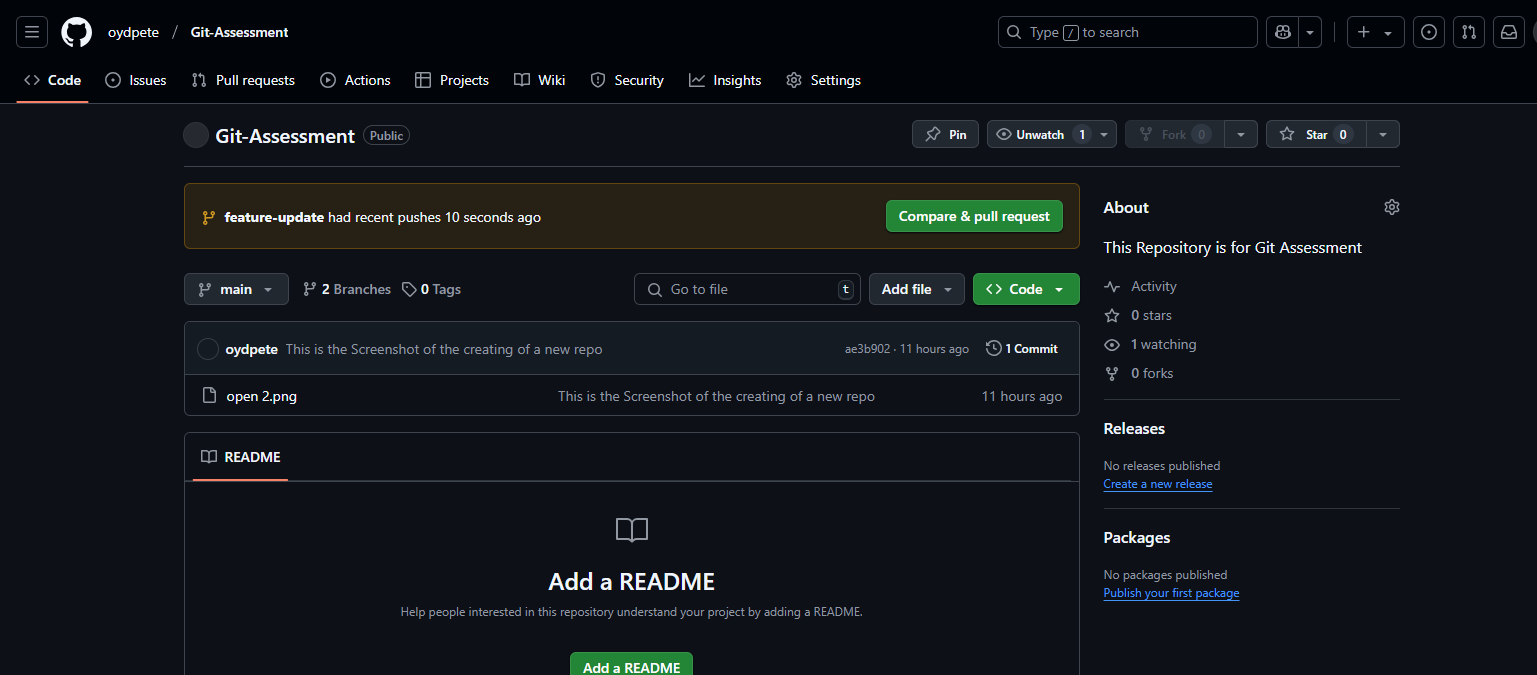 oydpete / Git-Assessment
Type / to search
Code Issues Pull requests Actions Projects Wiki Security Insights Settings
Git-Assessment Public
Pin Unwatch 1 Fork 0 Star 0
feature-update had recent pushes 10 seconds ago
Compare & pull request
main 2 Branches 0 Tags
Go to file t
Add file
Code
oydpete This is the Screenshot of the creating of a new repo
ae3b902 · 11 hours ago 1 Commit
open 2.png This is the Screenshot of the creating of a new repo 11 hours ago
README
Add a README
Help people interested in this repository understand your project by adding a README.
Add a README
About
This Repository is for Git Assessment
Activity
0 stars
1 watching
0 forks
Releases
No releases published
Create a new release
Packages
No packages published
Publish your first package